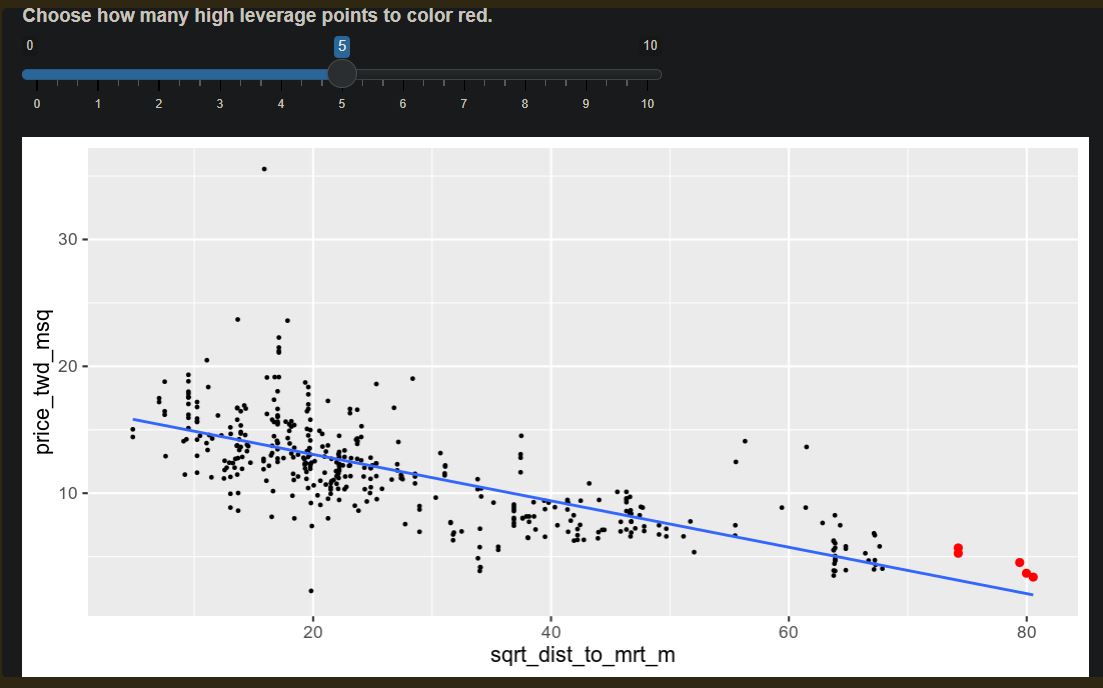 Choose how many high leverage points to color red.
0 5 10
0 1 2 3 4 5 6 7 8 9 10
30
20
10
price_twd_msq
20 40 60 80
sqrt_dist_to_mrt_m